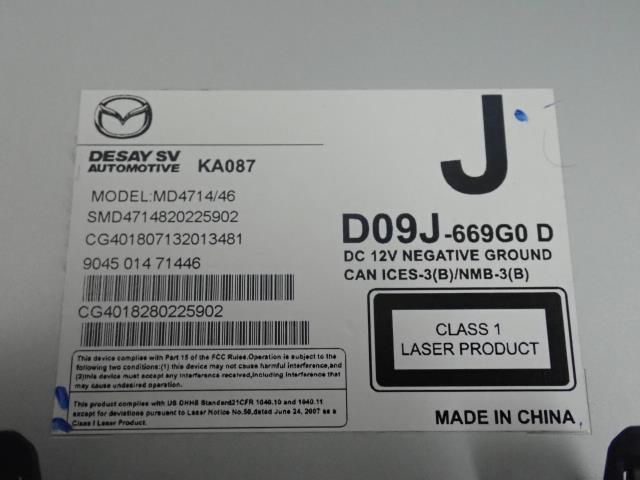 J
DESAY SV
AUTOMOTIVE KA087
MODEL:MD4714/46
SMD4714820225902
CG401807132013481
9045 01 4 71446
CG4018280225902
D09J-669G0 D
DC 12V NEGATIVE GROUND
CAN ICES-3(B)/NMB-3(B)
CLASS 1
LASER PRODUCT
This device complies with Part 15 of the FCC Rules.Operation is subject to the
following two conditions:(1) this device may not cause harmful interference,and
(2)this device must accept any interference received,including interference that
may cause undesired operation.
This product complies with US DHHS Standard21CFR 1040.10 and 1040.11
except for deviations pursuant to Laser Notice No.50,dated June 24, 2007 as a
Class I Laser Product.
MADE IN CHINA